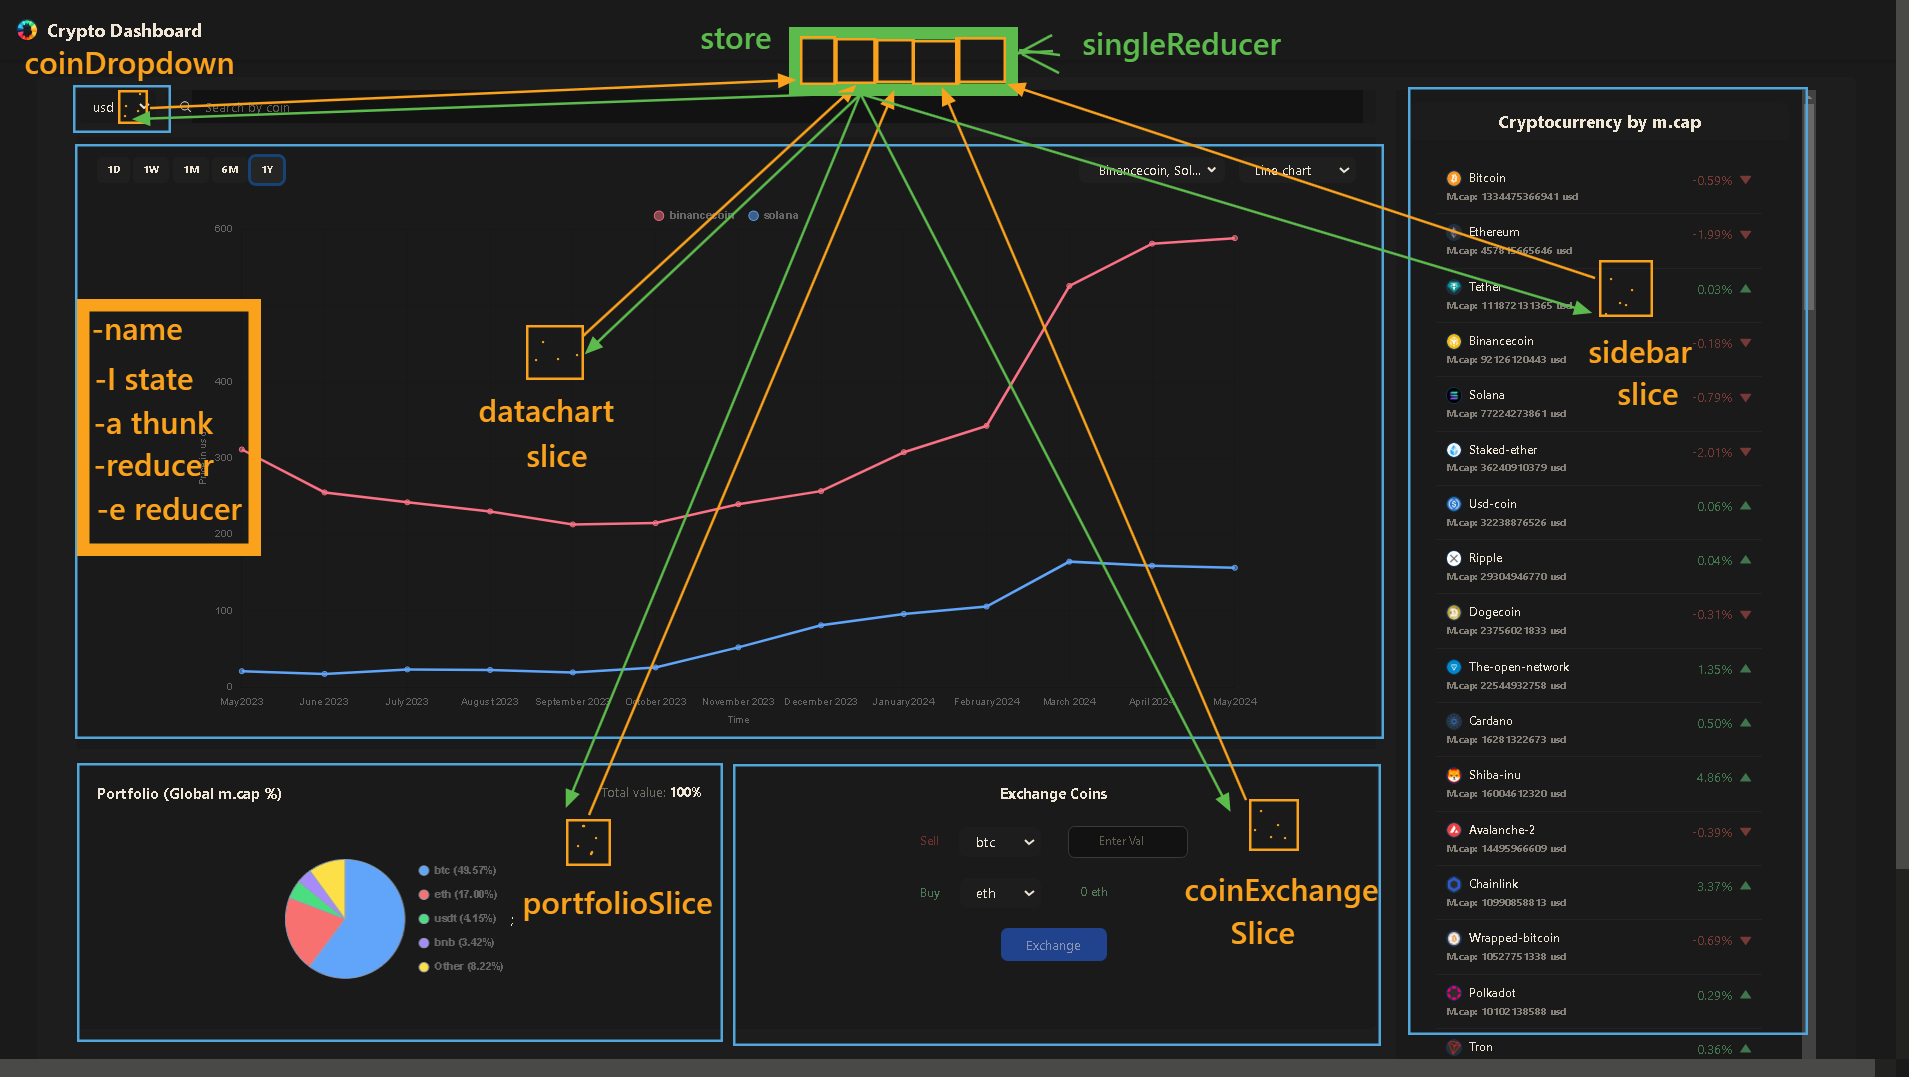 Crypto Dashboard
coinDropdown
store
singleReducer
usd
Search by coin
1D 1W 1M 6M 1Y
Binancecoin, Sol...
Line chart
binancecoin
solana
600
400
300
200
100
0
-name
-I state
-a thunk
-reducer
-e reducer
datachart
slice
May2023 June 2023 July 2023 August 2023 September 2023 October 2023 November 2023 December 2023 January2024 February2024 March 2024 April 2024 May2024
Time
Portfolio (Global m.cap %)
Total value: 100%
btc (49.57%)
eth (17.00%)
usdt (4.15%)
bnb (3.42%)
Other (8.22%)
;
portfolioSlice
Exchange Coins
Sell
btc
Enter Val
Buy
eth
0 eth
Exchange
coinExchange
Slice
Cryptocurrency by m.cap
Bitcoin
-0.59%
M.cap: 1334475366941 usd
Ethereum
-1.99%
M.cap: 457815665646 usd
Tether
0.03%
M.cap: 111872131365 usd
Binancecoin
-0.18%
M.cap: 92126120443 usd
sidebar
slice
Solana
-0.79%
M.cap: 77224273861 usd
Staked-ether
-2.01%
M.cap: 36240910379 usd
Usd-coin
0.06%
M.cap: 32238876526 usd
Ripple
0.04%
M.cap: 29304946770 usd
Dogecoin
-0.31%
M.cap: 23756021833 usd
The-open-network
1.35%
M.cap: 22544932758 usd
Cardano
0.50%
M.cap: 16281322673 usd
Shiba-inu
4.86%
M.cap: 16004612320 usd
Avalanche-2
-0.39%
M.cap: 14495966609 usd
Chainlink
3.37%
M.cap: 10990858813 usd
Wrapped-bitcoin
-0.69%
M.cap: 10527751338 usd
Polkadot
0.29%
M.cap: 10102138588 usd
Tron
0.36%